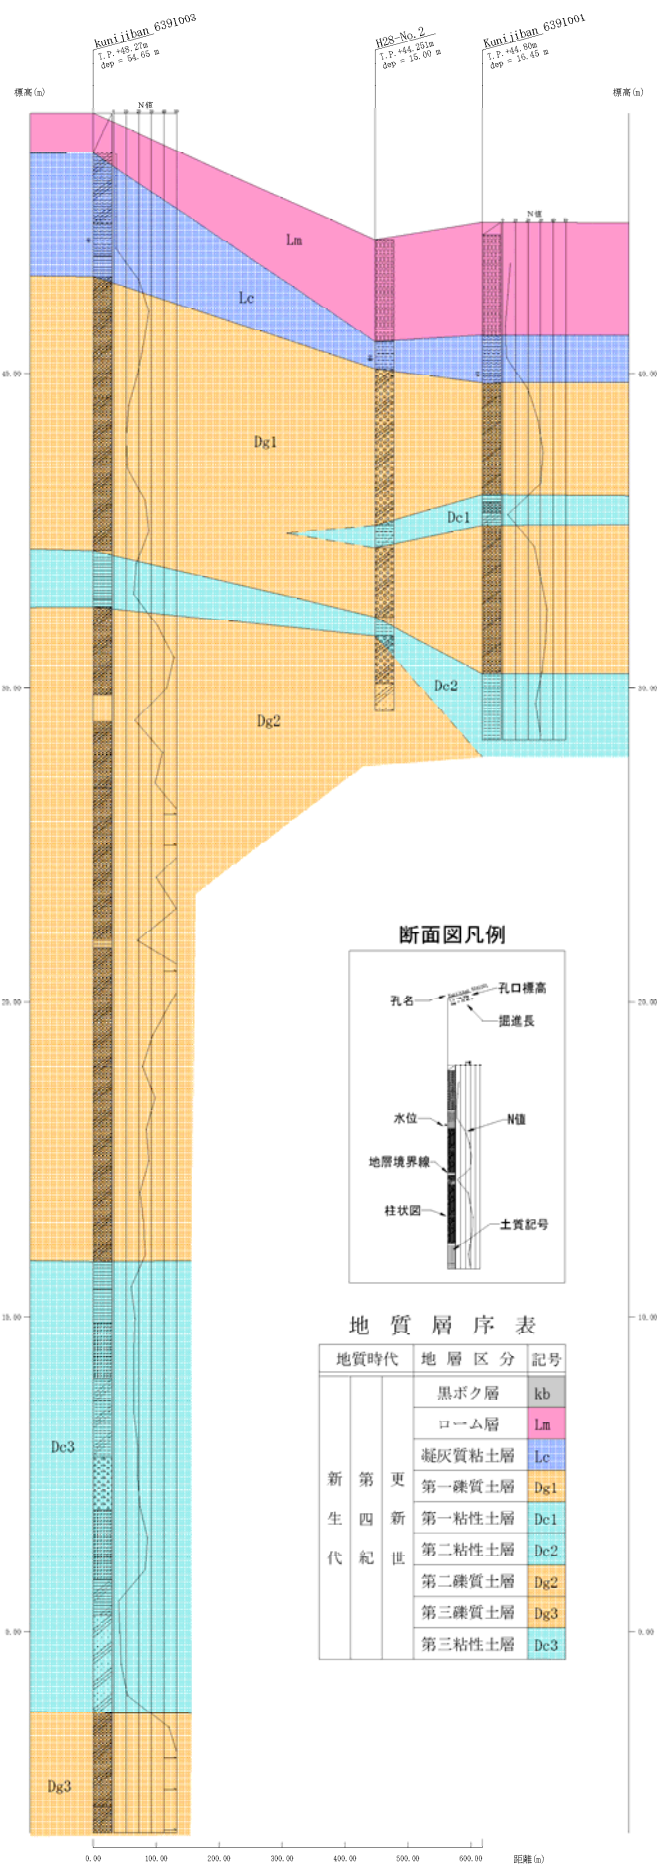 kunijiban 6391003
T.P.+48.27m
dep = 54.65 m
H28-No.2
T.P.+44.251m
dep = 15.00 m
Kunijiban 6391001
T.P.+44.80m
dep = 16.45 m
標高(m)
標高(m)
N値
N値
Lm
Lc
40.00
40.00
Dg1
Dc1
30.00
30.00
Dc2
Dg2
断面図凡例
孔名
孔口標高
掘進長
水位
N値
地層境界線
柱状図
土質記号
20.00
20.00
10.00
10.00
地質層序表
地質時代 地層区分 記号
新生代
第四紀
更新世
黒ボク層 kb
ローム層 Lm
凝灰質粘土層 Lc
第一礫質土層 Dg1
第一粘性土層 Dc1
第二粘性土層 Dc2
第二礫質土層 Dg2
第三礫質土層 Dg3
第三粘性土層 Dc3
Dc3
0.00
0.00
Dg3
0.00 100.00 200.00 300.00 400.00 500.00 600.00 距離(m)